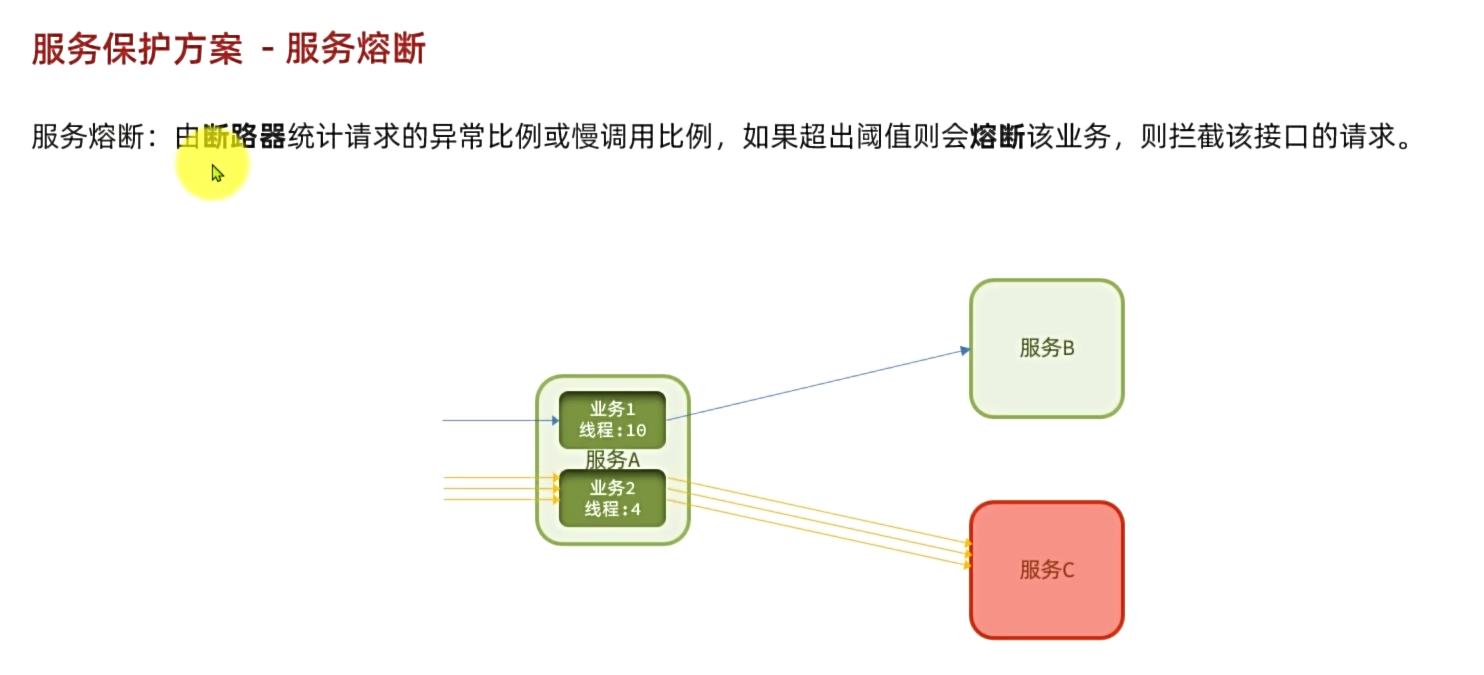 服务保护方案 - 服务熔断
服务熔断：由断路器统计请求的异常比例或慢调用比例，如果超出阈值则会熔断该业务，则拦截该接口的请求。
服务B
业务1
线程:10
服务A
业务2
线程:4
服务C